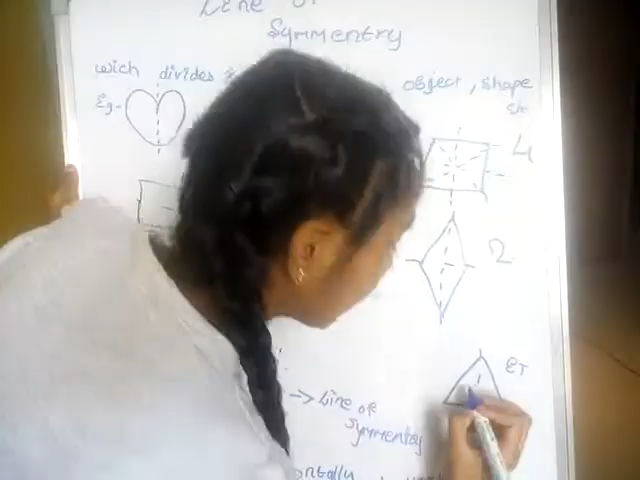 Line of
Symmentry
wich divides
object, shape
Eg-
4
2
ET
→ Line of
Symmentry
ontally